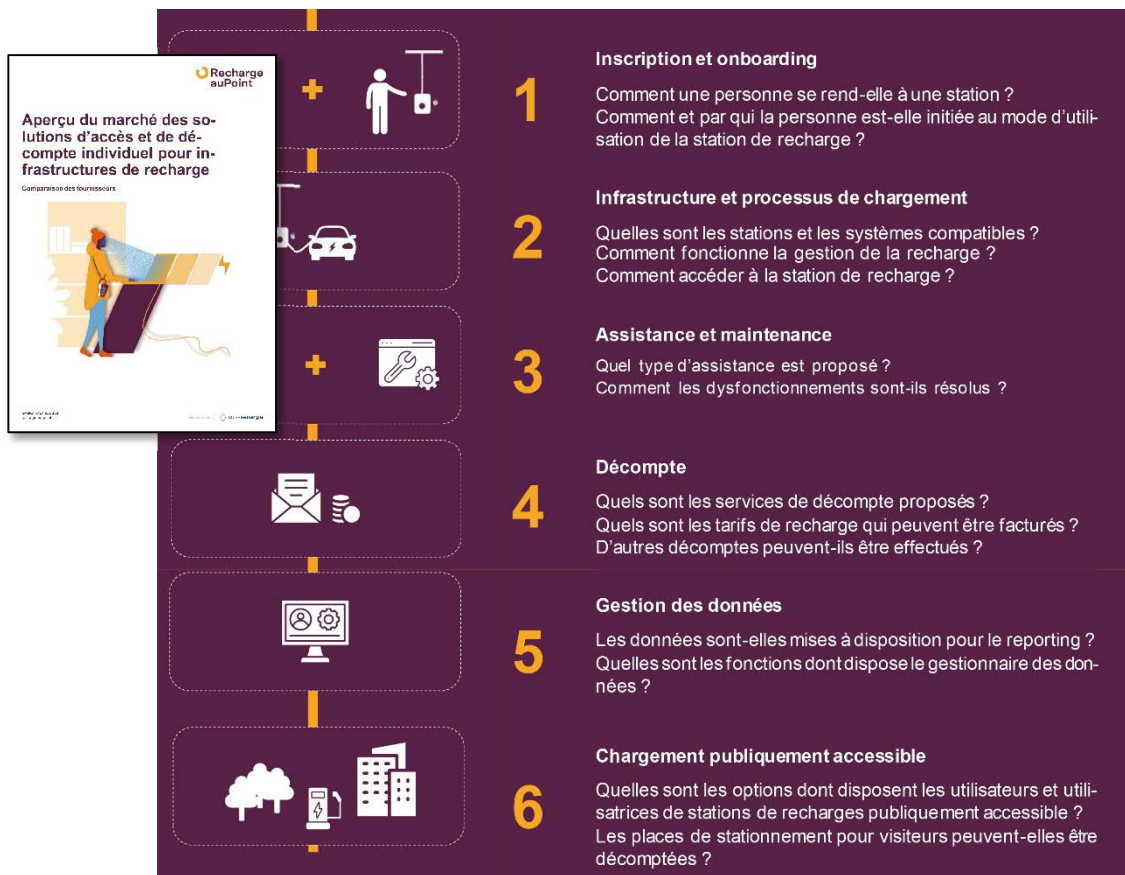 Recharge
auPoint
Aperçu du marché des so-
lutions d'accès et de dé-
compte individuel pour in-
frastructures de recharge
Comparaison des fournisseurs
1
Inscription et onboarding
Comment une personne se rend-elle à une station ?
Comment et par qui la personne est-elle initiée au mode d'utili-
sation de la station de recharge ?
2
Infrastructure et processus de chargement
Quelles sont les stations et les systèmes compatibles ?
Comment fonctionne la gestion de la recharge ?
Comment accéder à la station de recharge ?
3
Assistance et maintenance
Quel type d'assistance est proposé ?
Comment les dysfonctionnements sont-ils résolus ?
4
Décompte
Quels sont les services de décompte proposés ?
Quels sont les tarifs de recharge qui peuvent être facturés ?
D'autres décomptes peuvent-ils être effectués ?
5
Gestion des données
Les données sont-elles mises à disposition pour le reporting ?
Quelles sont les fonctions dont dispose le gestionnaire des don-
nées ?
6
Chargement publiquement accessible
Quelles sont les options dont disposent les utilisateurs et utili-
satrices de stations de recharges publiquement accessible ?
Les places de stationnement pour visiteurs peuvent-elles être
décomptées ?